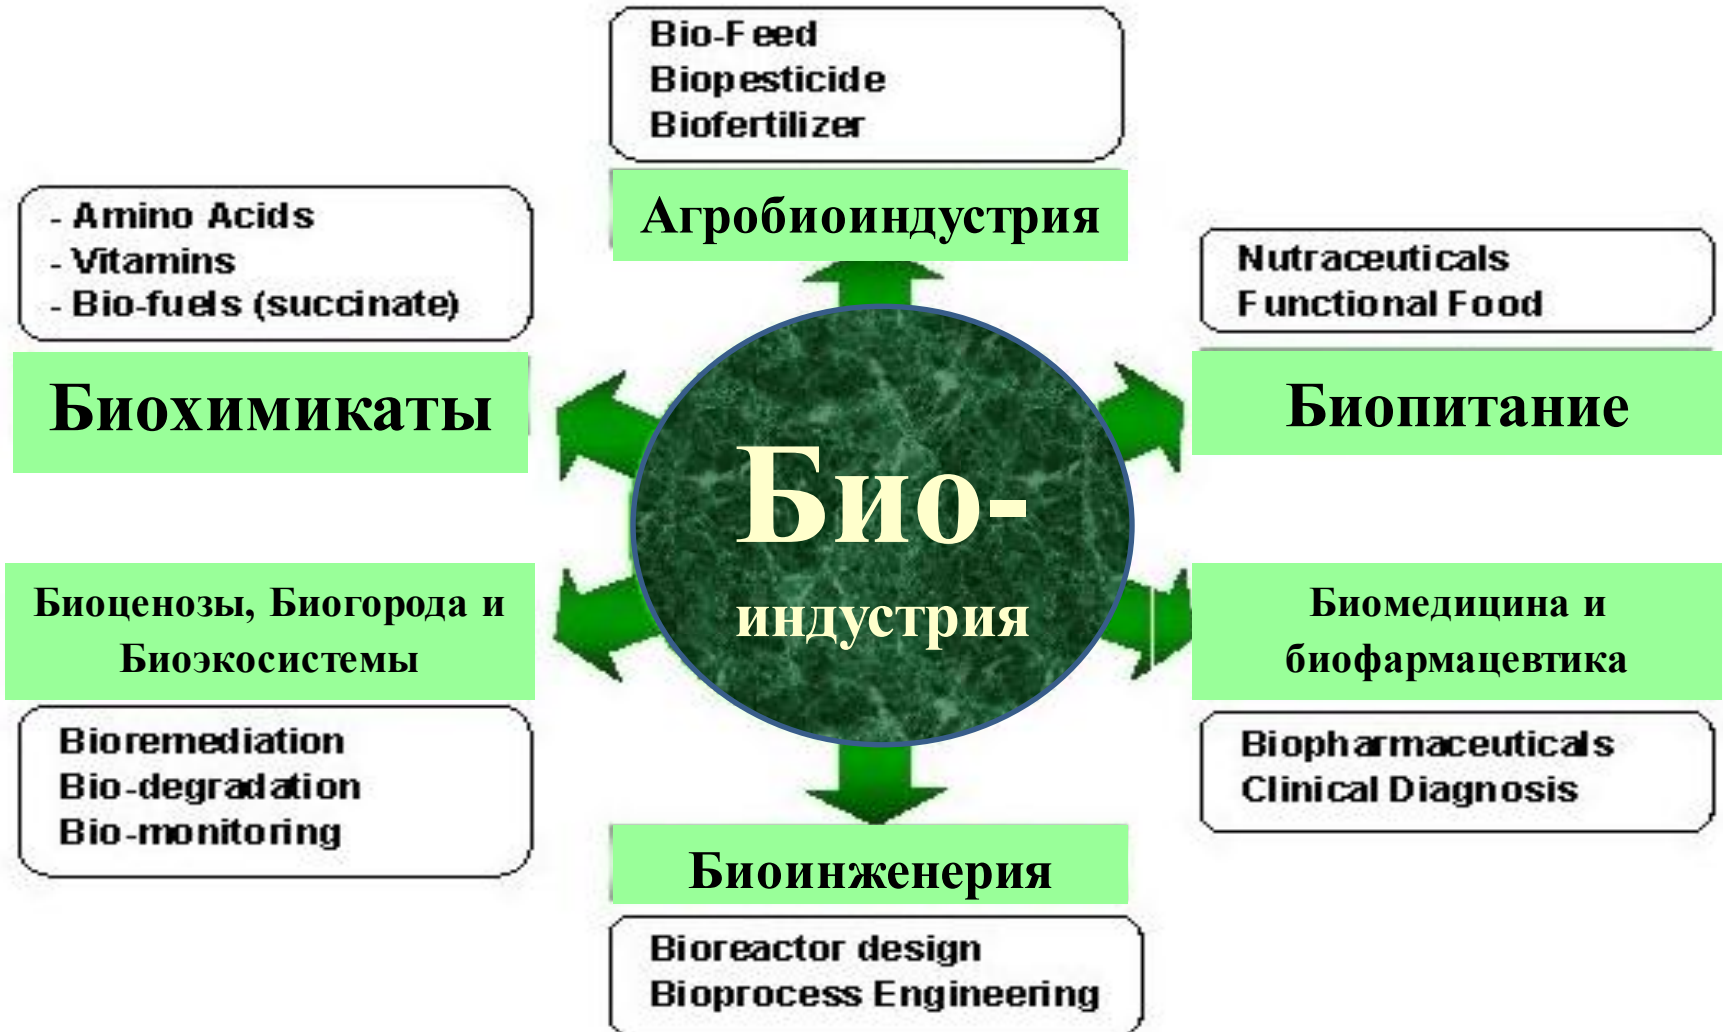 Bio-Feed
Biopesticide
Biofertilizer
Агробиоиндустрия
- Amino Acids
- Vitamins
- Bio-fuels (succinate)
Биохимикаты
Nutraceuticals
Functional Food
Биопитание
Био-
индустрия
Биоценозы, Биогорода и
Биоэкосистемы
Bioremediation
Bio-degradation
Bio-monitoring
Биомедицина и
биофармацевтика
Biopharmaceuticals
Clinical Diagnosis
Биоинженерия
Bioreactor design
Bioprocess Engineering